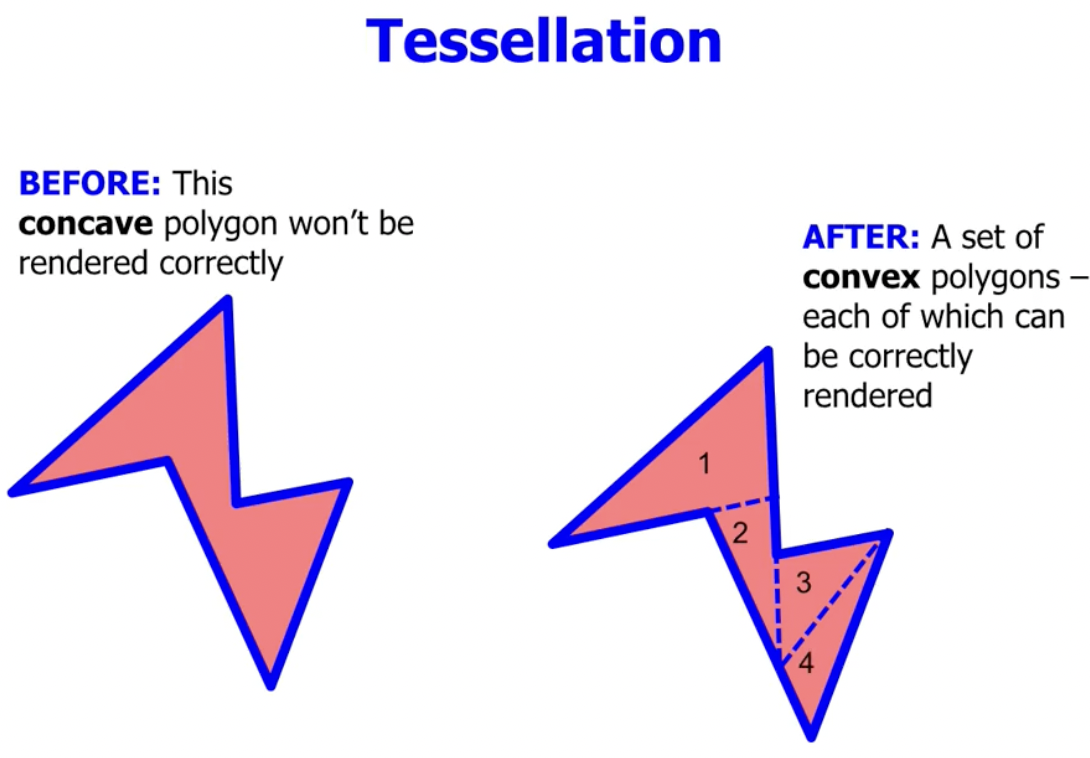 Tessellation
BEFORE: This
concave polygon won’t be
rendered correctly
AFTER: A set of
convex polygons –
each of which can
be correctly
rendered
1
2
3
4